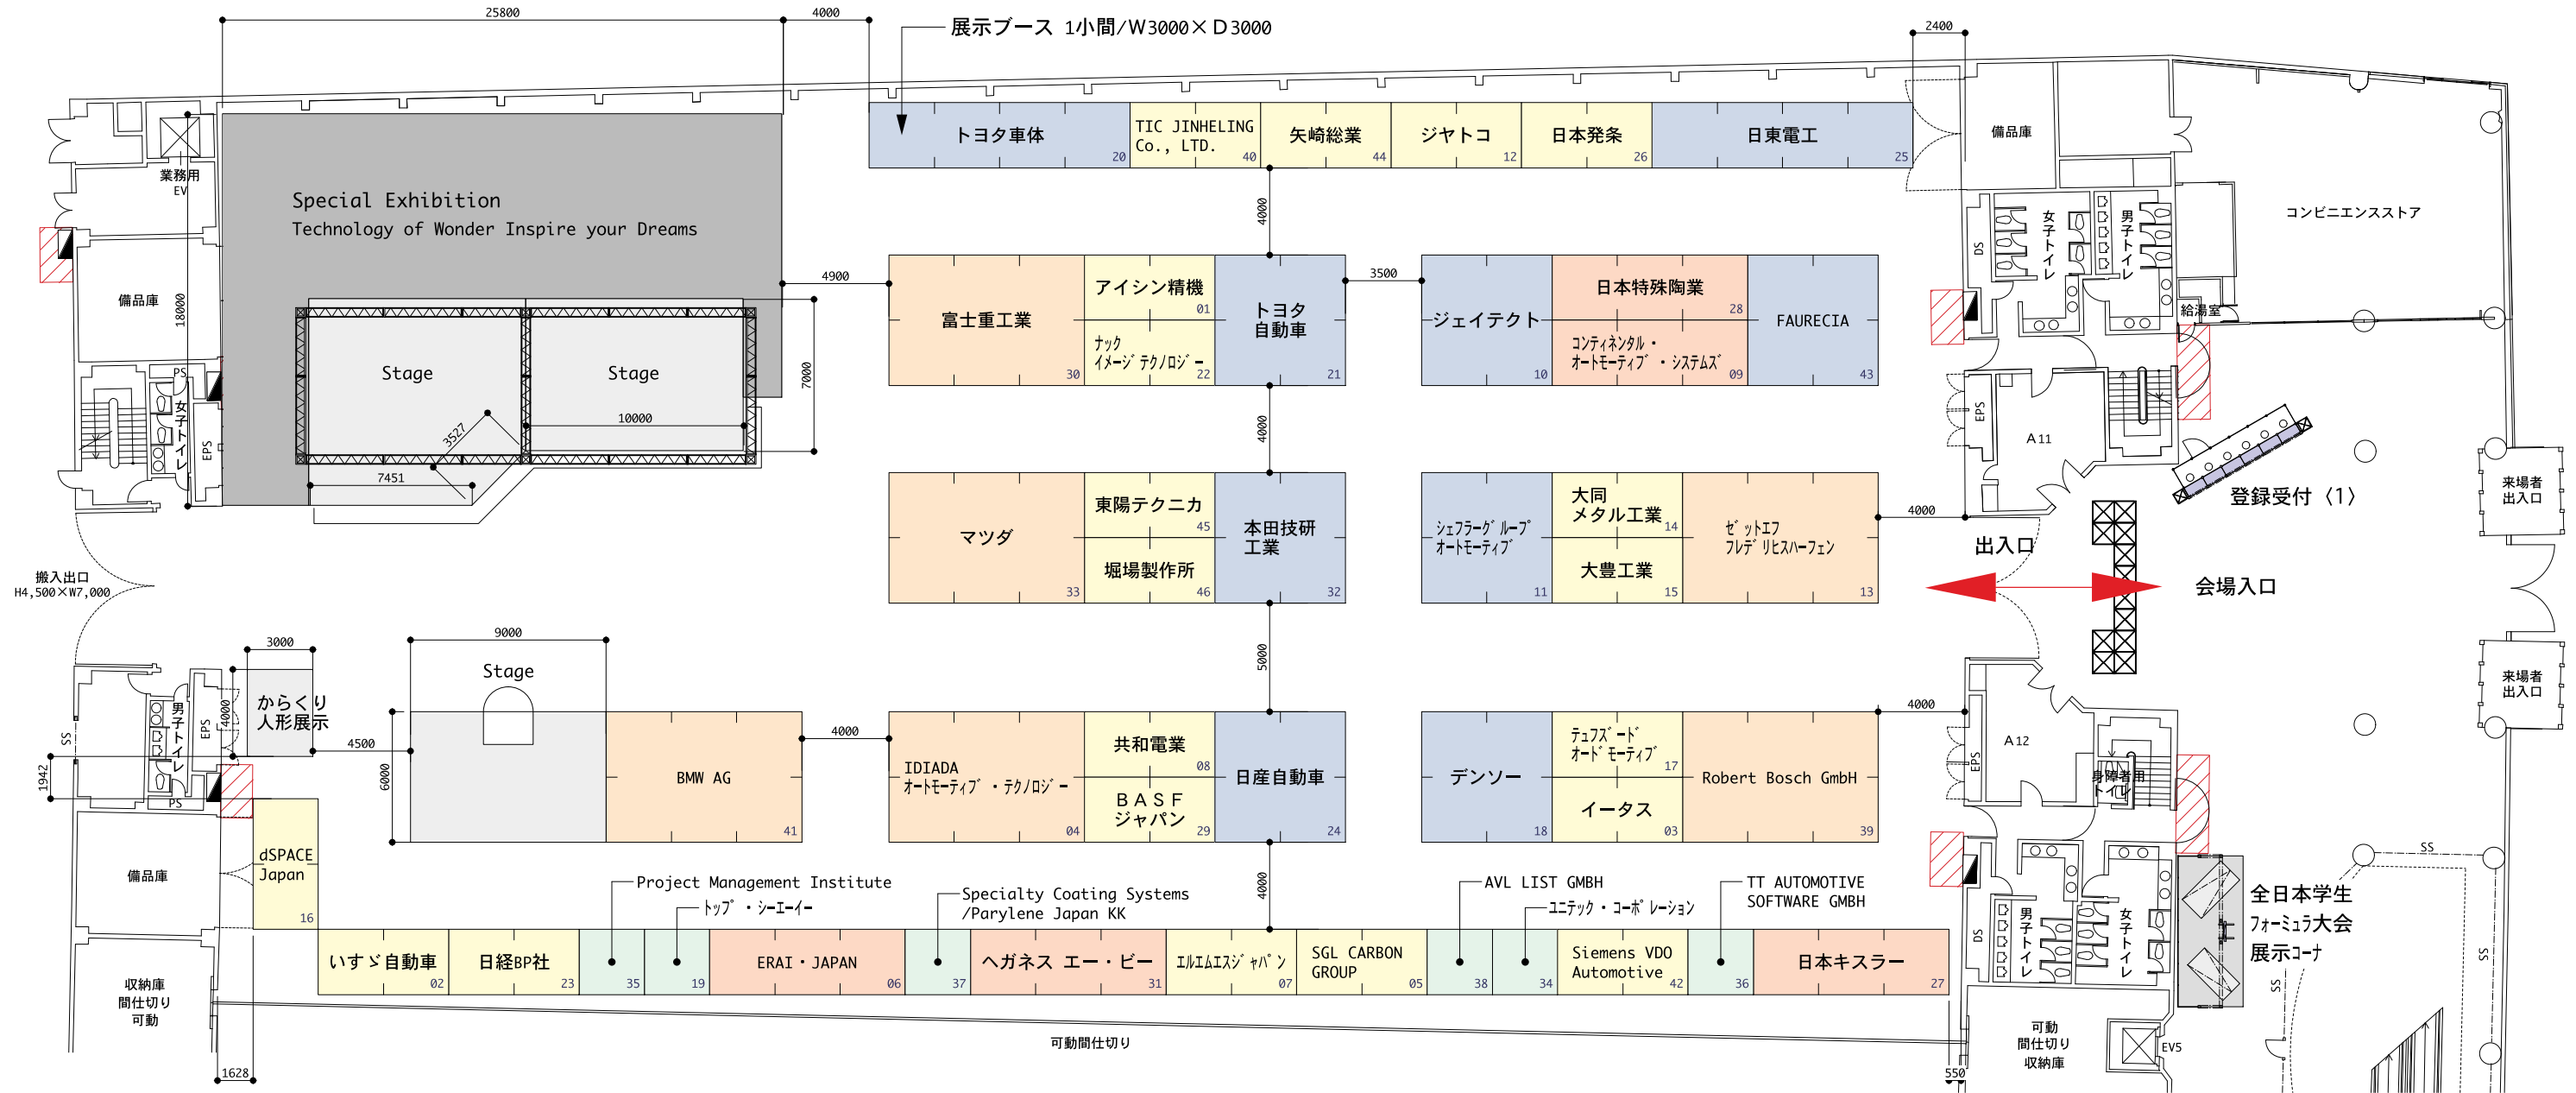 25800
4000
展示ブース 1小間/W3000×D3000
2400
トヨタ車体
20
TIC JINHELING
Co., LTD.
40
矢崎総業
44
ジヤトコ
12
日本発条
26
日東電工
25
備品庫
業務用
EV
18000
備品庫
Special Exhibition
Technology of Wonder Inspire your Dreams
Stage
Stage
10000
7000
3527
7451
PS
女子トイレ
EPS
4900
4000
富士重工業
30
アイシン精機
01
ナック
イメージテクノロジー
22
トヨタ
自動車
21
3500
ジェイテクト
10
日本特殊陶業
28
コンティネンタル・
オートモーティブ・システムズ
09
FAURECIA
43
DS
女子トイレ
男子トイレ
コンビニエンスストア
給湯室
EPS
A11
登録受付〈1〉
来場者
出入口
4000
マツダ
33
東陽テクニカ
45
堀場製作所
46
本田技研
工業
32
シェフラーグループ
オートモーティブ
11
大同
メタル工業
14
大豊工業
15
ゼットエフ
フレデリヒスハーフェン
13
4000
出入口
会場入口
搬入出口
H4,500×W7,000
来場者
出入口
3000
4000
からくり
人形展示
SS
男子トイレ
EPS
PS
1942
4500
9000
Stage
6000
BMW AG
41
4000
5000
IDIADA
オートモーティブ・テクノロジー
04
共和電業
08
BASF
ジャパン
29
日産自動車
24
デンソー
18
テュフズード
オートモーティブ
17
イータス
03
Robert Bosch GmbH
39
4000
EPS
A12
身障者用
トイレ
備品庫
dSPACE
Japan
16
4000
Project Management Institute
トップ・シーエーイー
Specialty Coating Systems
/Parylene Japan KK
AVL LIST GMBH
ユニテック・コーポレーション
TT AUTOMOTIVE
SOFTWARE GMBH
いすゞ自動車
02
日経BP社
23
35
19
ERAI・JAPAN
06
37
ヘガネス エー・ビー
31
エルエムエスジャパン
07
SGL CARBON
GROUP
05
38
34
Siemens VDO
Automotive
42
36
日本キスラー
27
DS
男子トイレ
女子トイレ
全日本学生
フォーミュラ大会
展示コーナ
SS
SS
SS
収納庫
間仕切り
可動
可動間仕切り
可動
間仕切り
収納庫
EV5
1628
550